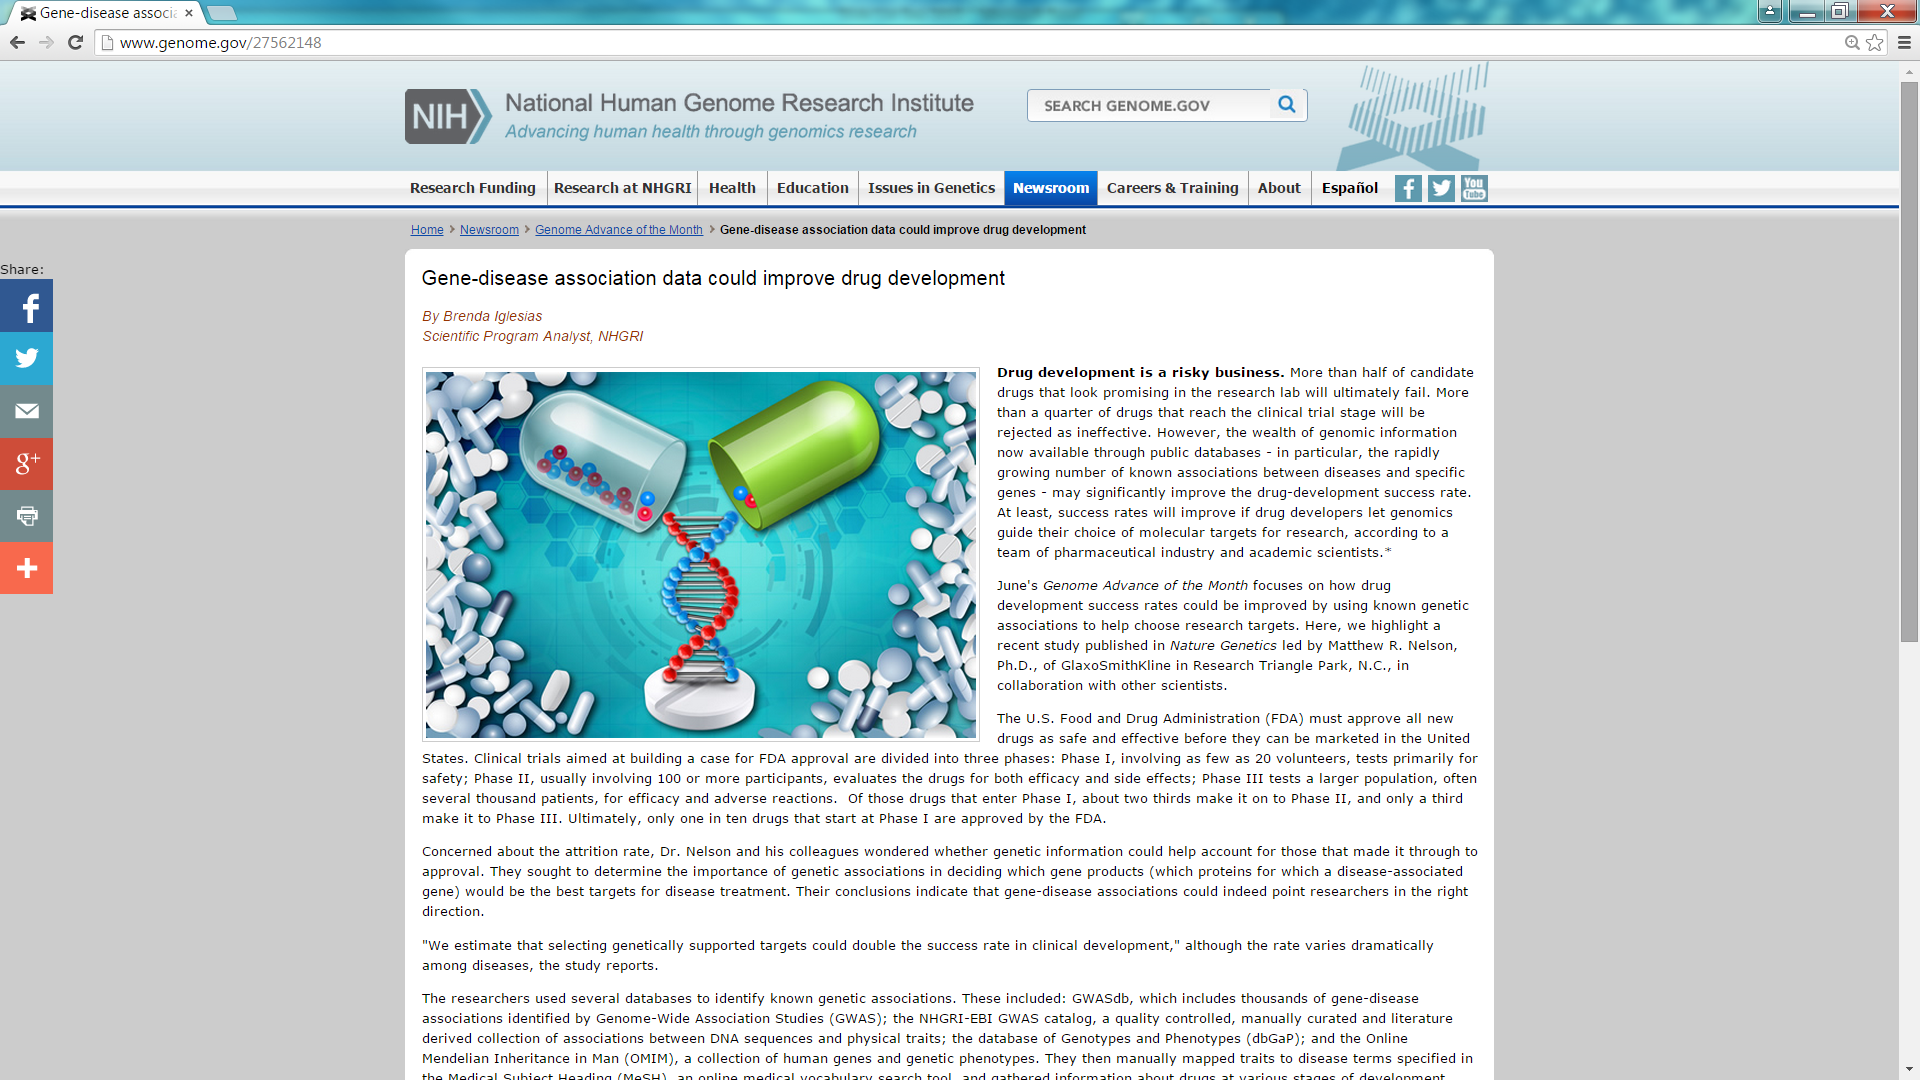 Gene-disease associa
www.genome.gov/27562148
NIH
National Human Genome Research Institute
Advancing human health through genomics research
SEARCH GENOME.GOV
Research Funding
Research at NHGRI
Health
Education
Issues in Genetics
Newsroom
Careers & Training
About
Español
You
Tube
Home > Newsroom > Genome Advance of the Month > Gene-disease association data could improve drug development
Share:
g+
Gene-disease association data could improve drug development
By Brenda Iglesias
Scientific Program Analyst, NHGRI
Drug development is a risky business. More than half of candidate
drugs that look promising in the research lab will ultimately fail. More
than a quarter of drugs that reach the clinical trial stage will be
rejected as ineffective. However, the wealth of genomic information
now available through public databases - in particular, the rapidly
growing number of known associations between diseases and specific
genes - may significantly improve the drug-development success rate.
At least, success rates will improve if drug developers let genomics
guide their choice of molecular targets for research, according to a
team of pharmaceutical industry and academic scientists.*
June's Genome Advance of the Month focuses on how drug
development success rates could be improved by using known genetic
associations to help choose research targets. Here, we highlight a
recent study published in Nature Genetics led by Matthew R. Nelson,
Ph.D., of GlaxoSmithKline in Research Triangle Park, N.C., in
collaboration with other scientists.
The U.S. Food and Drug Administration (FDA) must approve all new
drugs as safe and effective before they can be marketed in the United
States. Clinical trials aimed at building a case for FDA approval are divided into three phases: Phase I, involving as few as 20 volunteers, tests primarily for
safety; Phase II, usually involving 100 or more participants, evaluates the drugs for both efficacy and side effects; Phase III tests a larger population, often
several thousand patients, for efficacy and adverse reactions.  Of those drugs that enter Phase I, about two thirds make it on to Phase II, and only a third
make it to Phase III. Ultimately, only one in ten drugs that start at Phase I are approved by the FDA.
Concerned about the attrition rate, Dr. Nelson and his colleagues wondered whether genetic information could help account for those that made it through to
approval. They sought to determine the importance of genetic associations in deciding which gene products (which proteins for which a disease-associated
gene) would be the best targets for disease treatment. Their conclusions indicate that gene-disease associations could indeed point researchers in the right
direction.
"We estimate that selecting genetically supported targets could double the success rate in clinical development," although the rate varies dramatically
among diseases, the study reports.
The researchers used several databases to identify known genetic associations. These included: GWASdb, which includes thousands of gene-disease
associations identified by Genome-Wide Association Studies (GWAS); the NHGRI-EBI GWAS catalog, a quality controlled, manually curated and literature
derived collection of associations between DNA sequences and physical traits; the database of Genotypes and Phenotypes (dbGaP); and the Online
Mendelian Inheritance in Man (OMIM), a collection of human genes and genetic phenotypes. They then manually mapped traits to disease terms specified in
the Medical Subject Heading (MeSH), an online medical vocabulary search tool, and gathered information about drugs at various stages of development